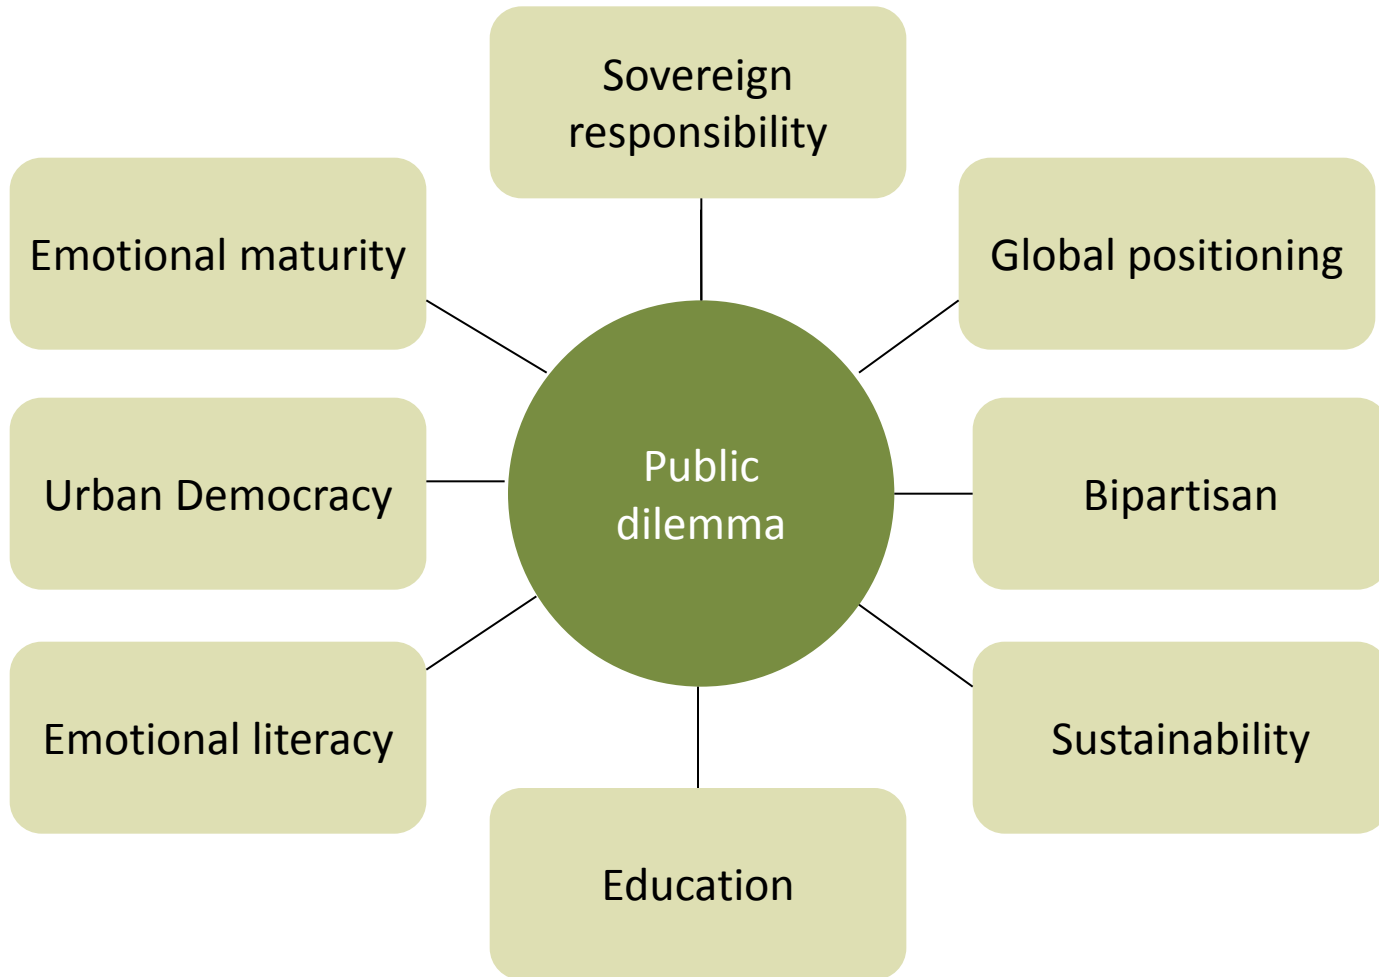 Sovereign
responsibility
Emotional maturity
Global positioning
Public
dilemma
Urban Democracy
Bipartisan
Emotional literacy
Sustainability
Education